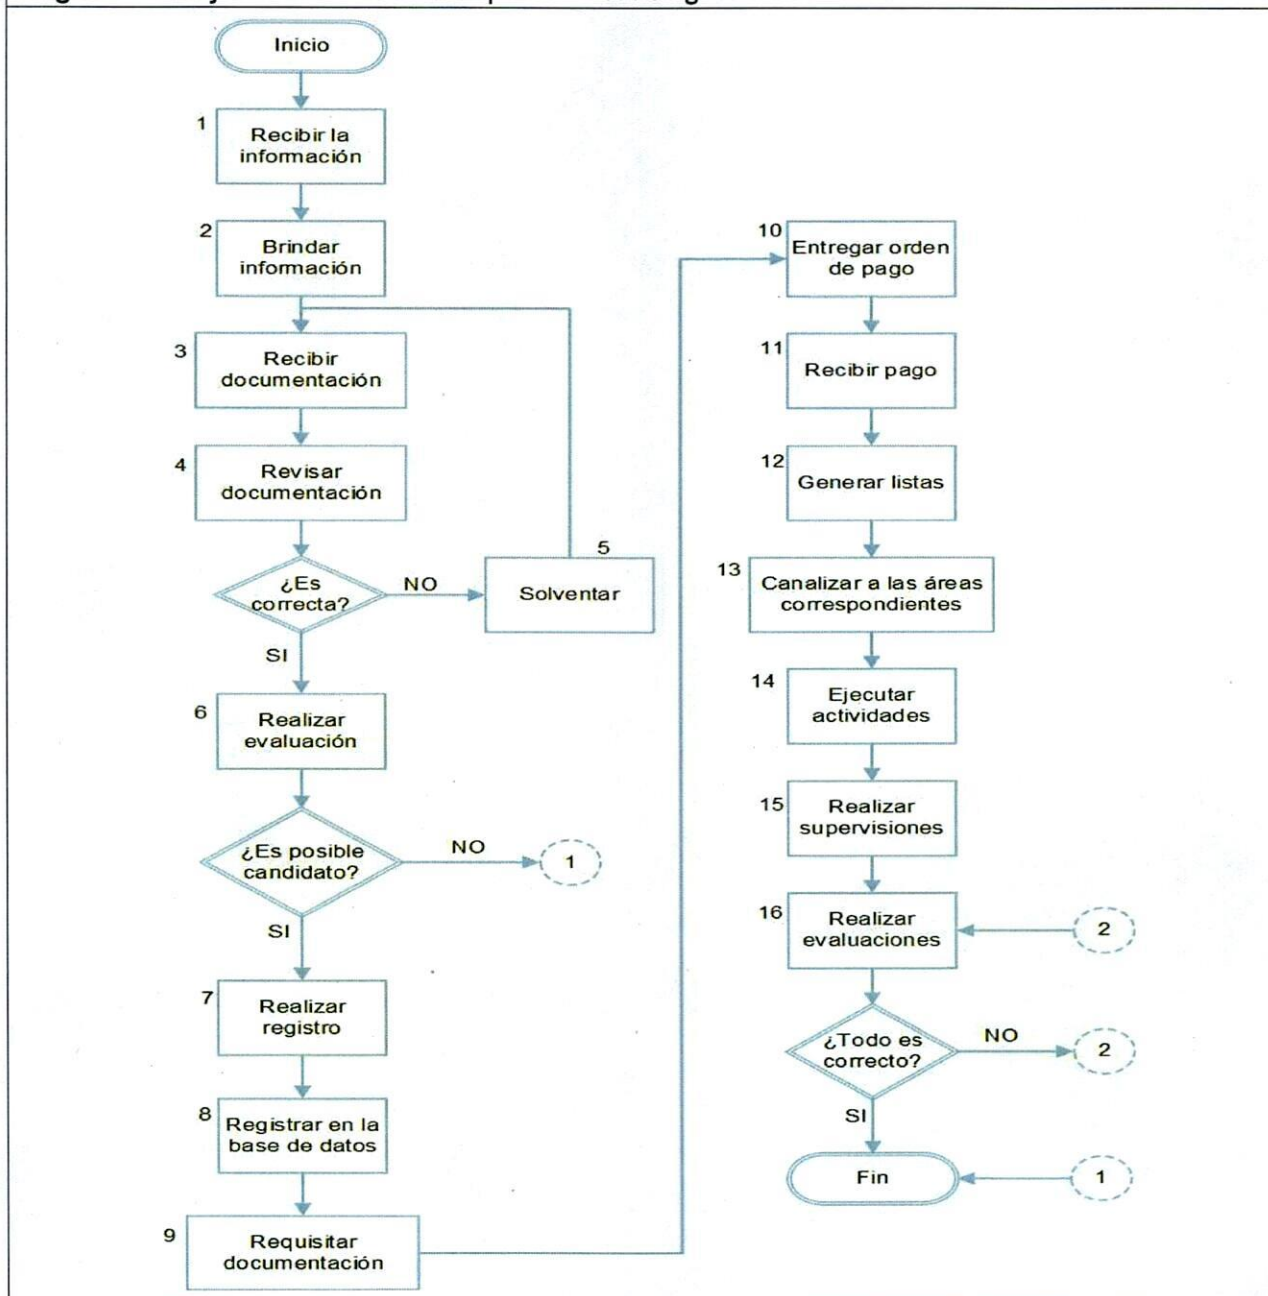 Inicio
1
Recibir la
información
2
Brindar
información
3
Recibir
documentación
4
Revisar
documentación
¿Es
correcta?
NO
5
Solventar
SI
6
Realizar
evaluación
¿Es posible
candidato?
NO
1
SI
7
Realizar
registro
8
Registrar en la
base de datos
9
Requisitar
documentación
10
Entregar orden
de pago
11
Recibir pago
12
Generar listas
13
Canalizar a las áreas
correspondientes
14
Ejecutar
actividades
15
Realizar
supervisiones
16
Realizar
evaluaciones
2
¿Todo es
correcto?
NO
2
SI
Fin
1